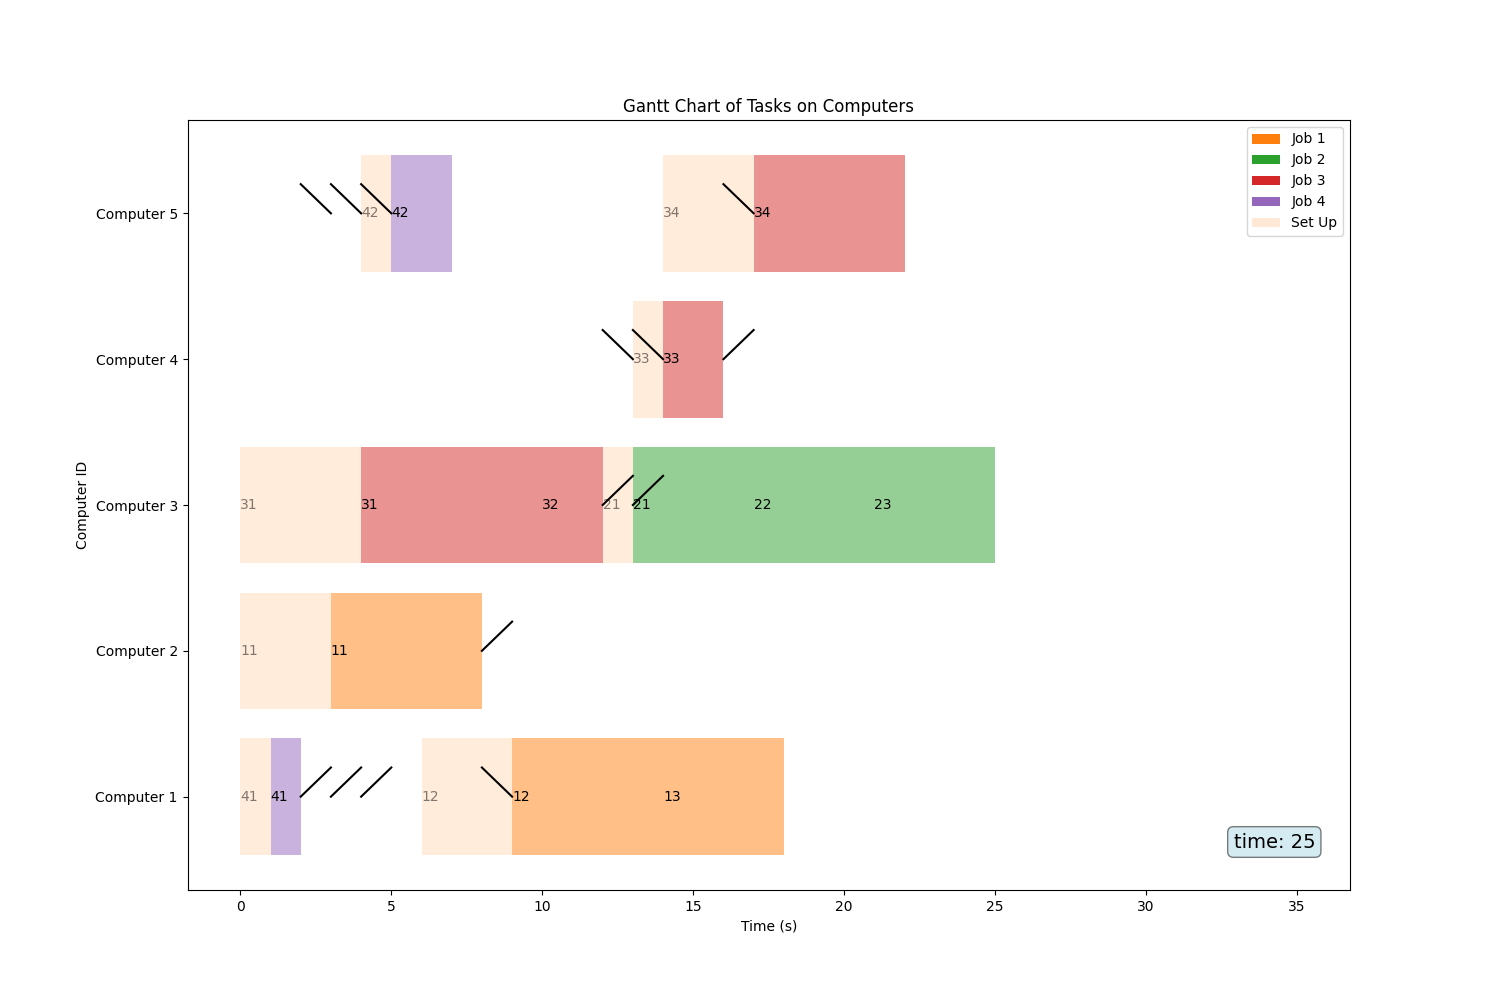 Gantt Chart of Tasks on Computers
Job 1
Job 2
Job 3
Job 4
Set Up
Computer 5
42 42 34 34
Computer 4
33 33
Computer 3
31 31 32 21 21 22 23
Computer 2
11 11
Computer 1
41 41 12 12 13
Computer ID
time: 25
0 5 10 15 20 25 30 35
Time (s)